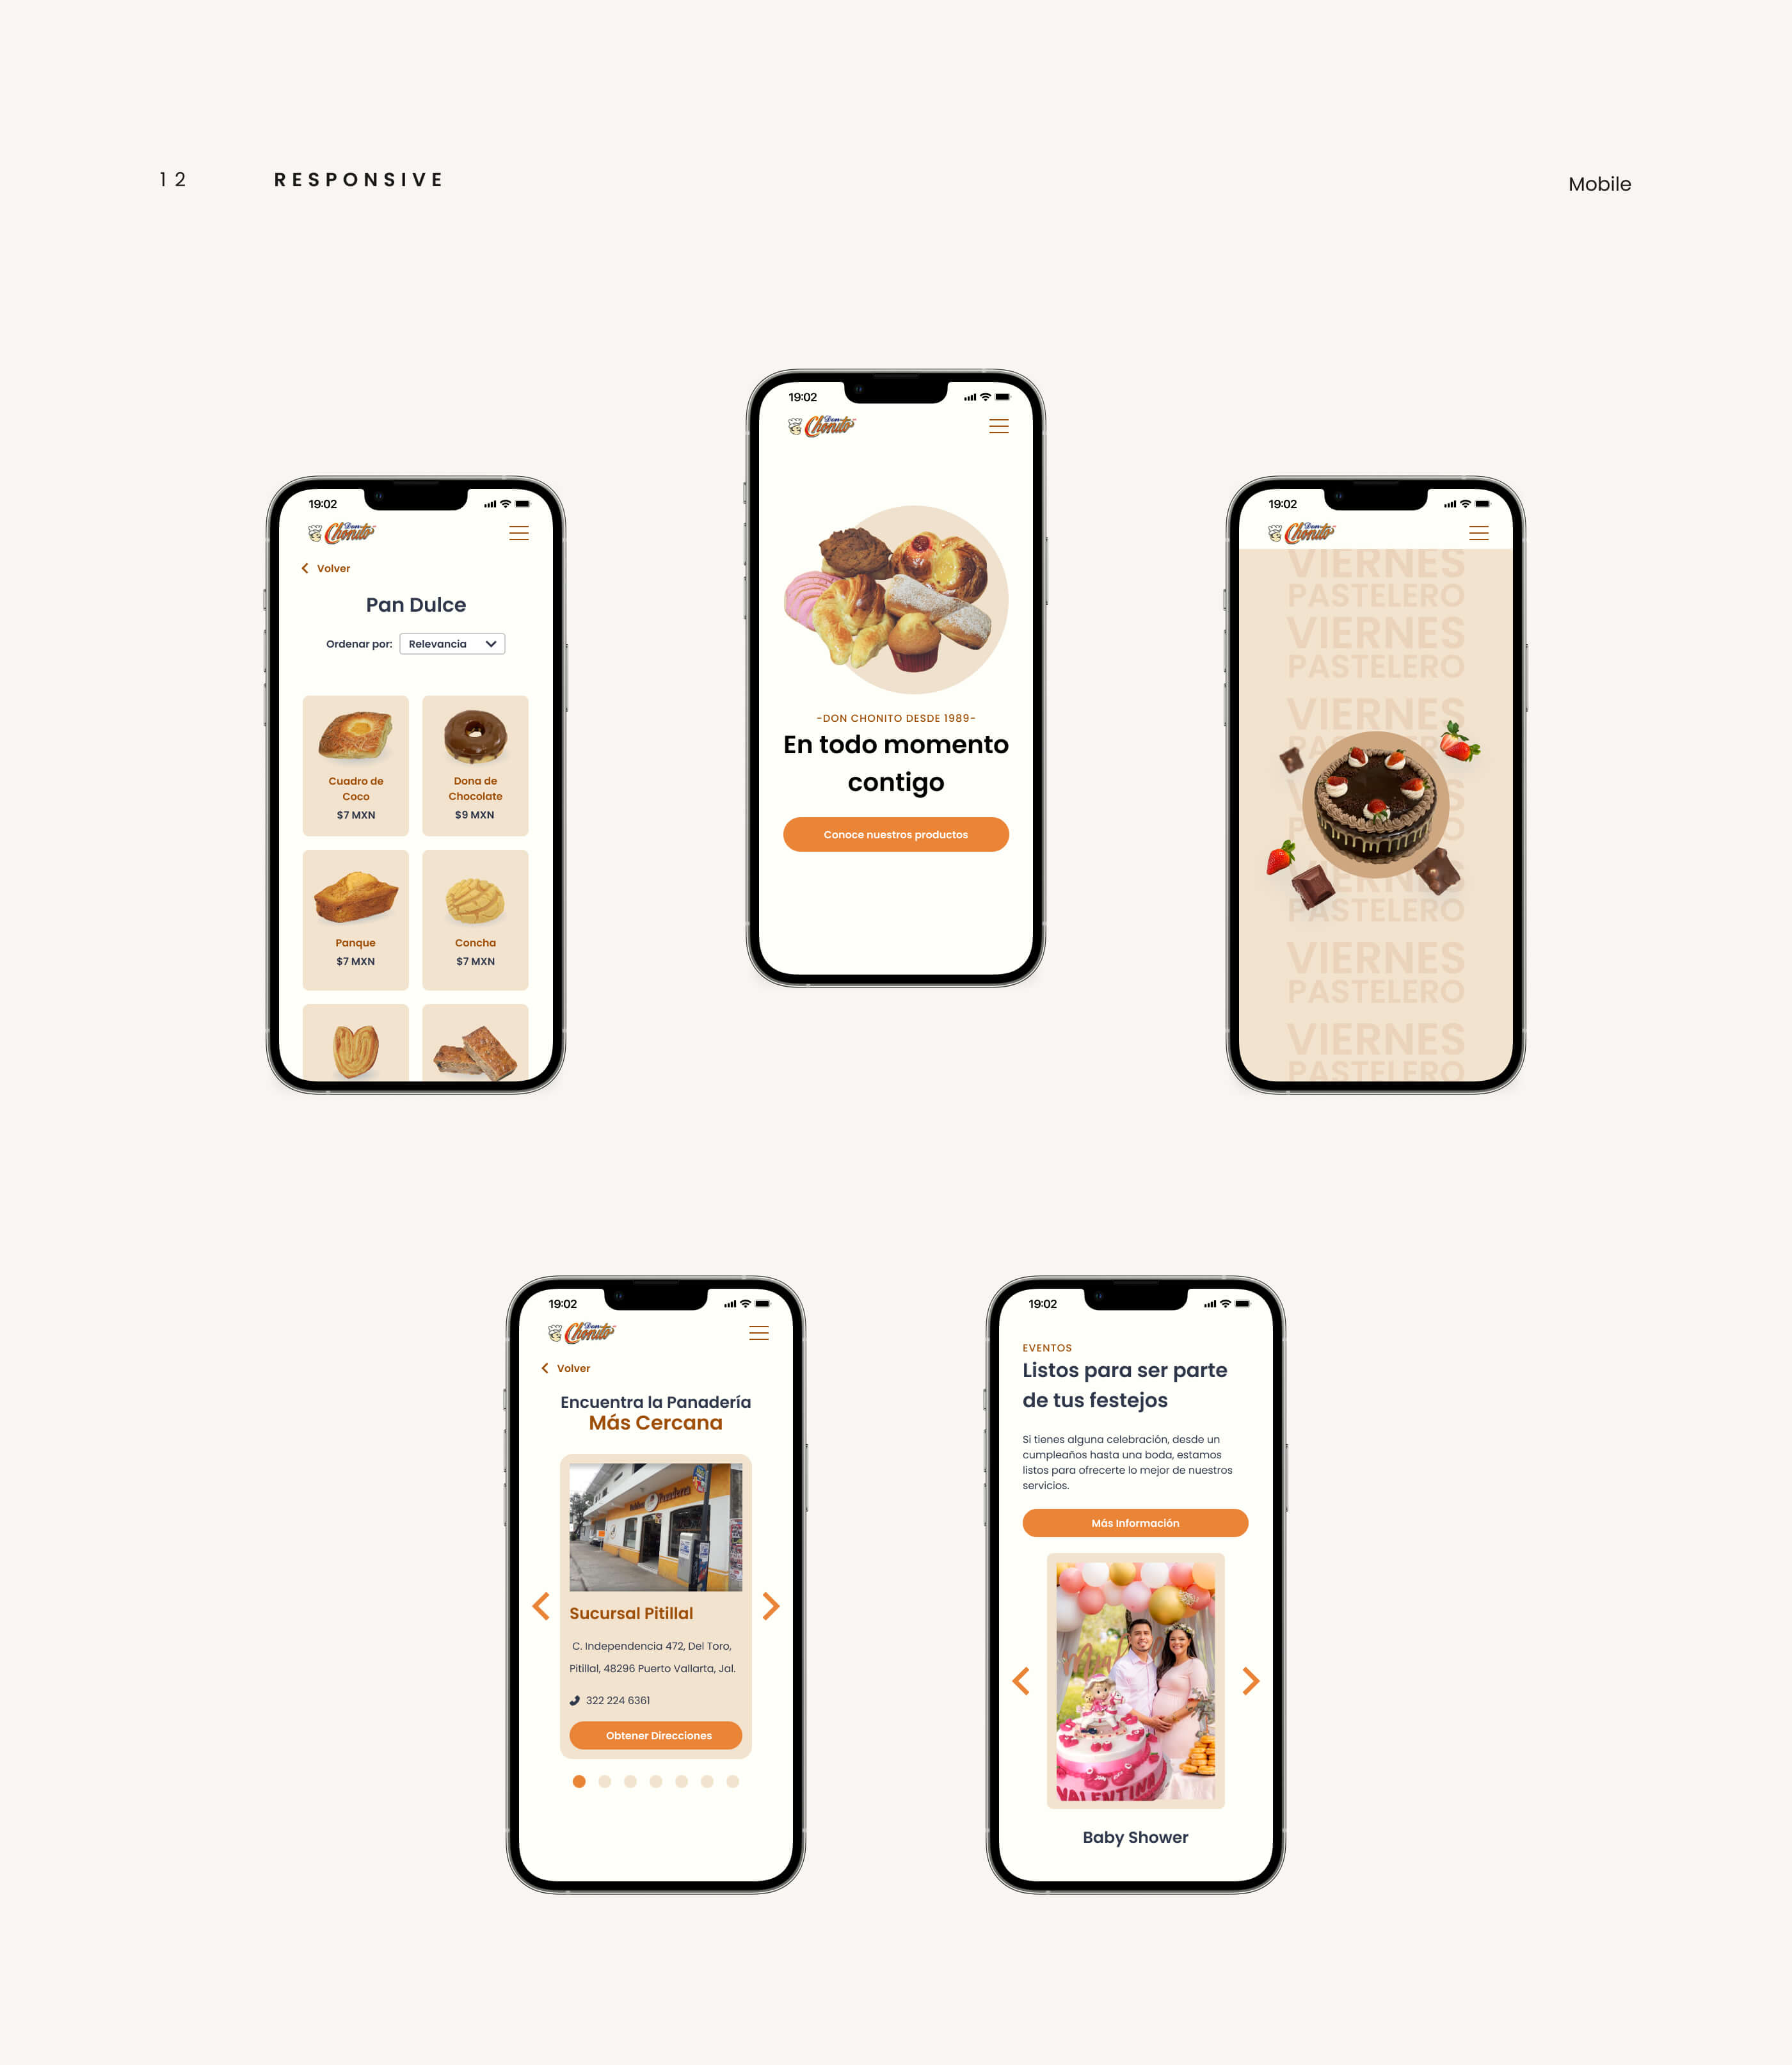 12 RESPONSIVE Mobile
19:02
Don Chonito
Volver
Pan Dulce
Ordenar por: Relevancia
Cuadro de
Coco
$7 MXN
Dona de
Chocolate
$9 MXN
Panque
$7 MXN
Concha
$7 MXN
19:02
Don Chonito
-DON CHONITO DESDE 1989-
En todo momento
contigo
Conoce nuestros productos
19:02
Don Chonito
VIERNES
PASTELERO
VIERNES
PASTELERO
VIERNES
VIERNES
PASTELERO
VIERNES
PASTELERO
VIERNES
PASTELERO
19:02
Don Chonito
Volver
Encuentra la Panadería
Más Cercana
Sucursal Pitillal
C. Independencia 472, Del Toro,
Pitillal, 48296 Puerto Vallarta, Jal.
322 224 6361
Obtener Direcciones
19:02
EVENTOS
Listos para ser parte
de tus festejos
Si tienes alguna celebración, desde un
cumpleaños hasta una boda, estamos
listos para ofrecerte lo mejor de nuestros
servicios.
Más Información
VALENTINA
Baby Shower